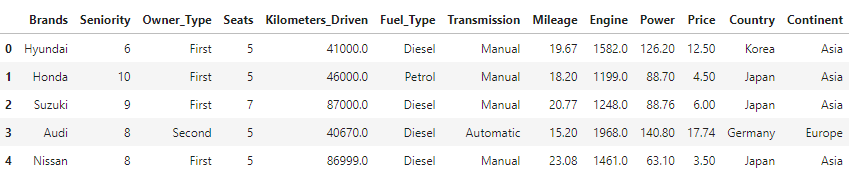 Brands Seniority Owner_Type Seats Kilometers_Driven Fuel_Type Transmission Mileage Engine Power Price Country Continent
0 Hyundai 6 First 5 41000.0 Diesel Manual 19.67 1582.0 126.20 12.50 Korea Asia
1 Honda 10 First 5 46000.0 Petrol Manual 18.20 1199.0 88.70 4.50 Japan Asia
2 Suzuki 9 First 7 87000.0 Diesel Manual 20.77 1248.0 88.76 6.00 Japan Asia
3 Audi 8 Second 5 40670.0 Diesel Automatic 15.20 1968.0 140.80 17.74 Germany Europe
4 Nissan 8 First 5 86999.0 Diesel Manual 23.08 1461.0 63.10 3.50 Japan Asia